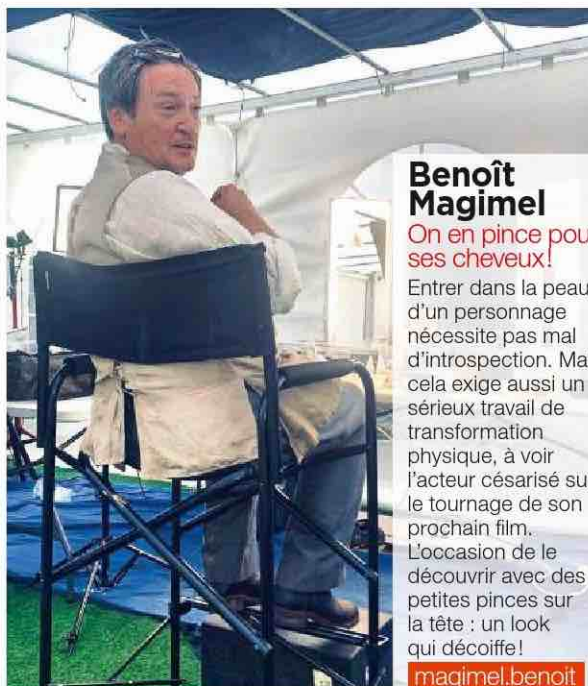 Benoît
Magimel
On en pince pou
ses cheveux!
Entrer dans la peau
d'un personnage
nécessite pas mal
d'introspection. Ma
cela exige aussi un
sérieux travail de
transformation
physique, à voir
l'acteur césarisé su
le tournage de son
prochain film.
L'occasion de le
découvrir avec des
petites pinces sur
la tête : un look
qui décoiffe!
magimel.benoit